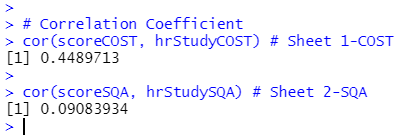 >
> # Correlation Coefficient
> cor(scoreCOST, hrStudyCOST) # Sheet 1-COST
[1] 0.4489713
>
> cor(scoreSQA, hrStudySQA) # Sheet 2-SQA
[1] 0.09083934
>